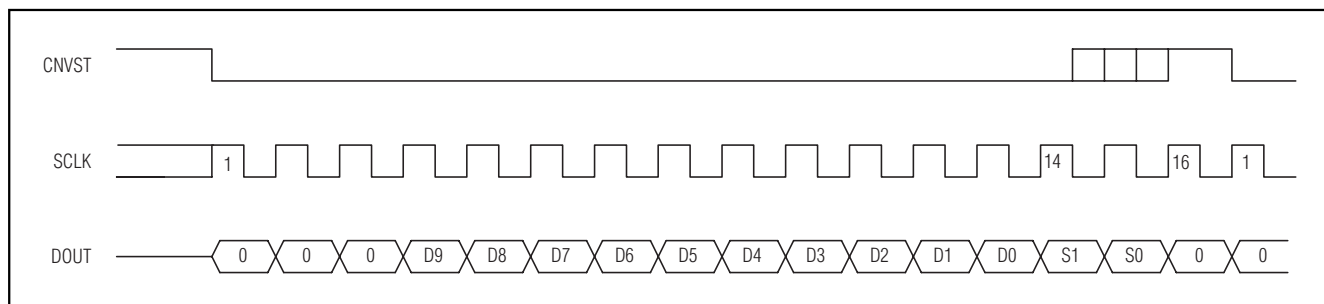 CNVST
SCLK 1 14 16 1
DOUT 0 0 0 D9 D8 D7 D6 D5 D4 D3 D2 D1 D0 S1 S0 0 0